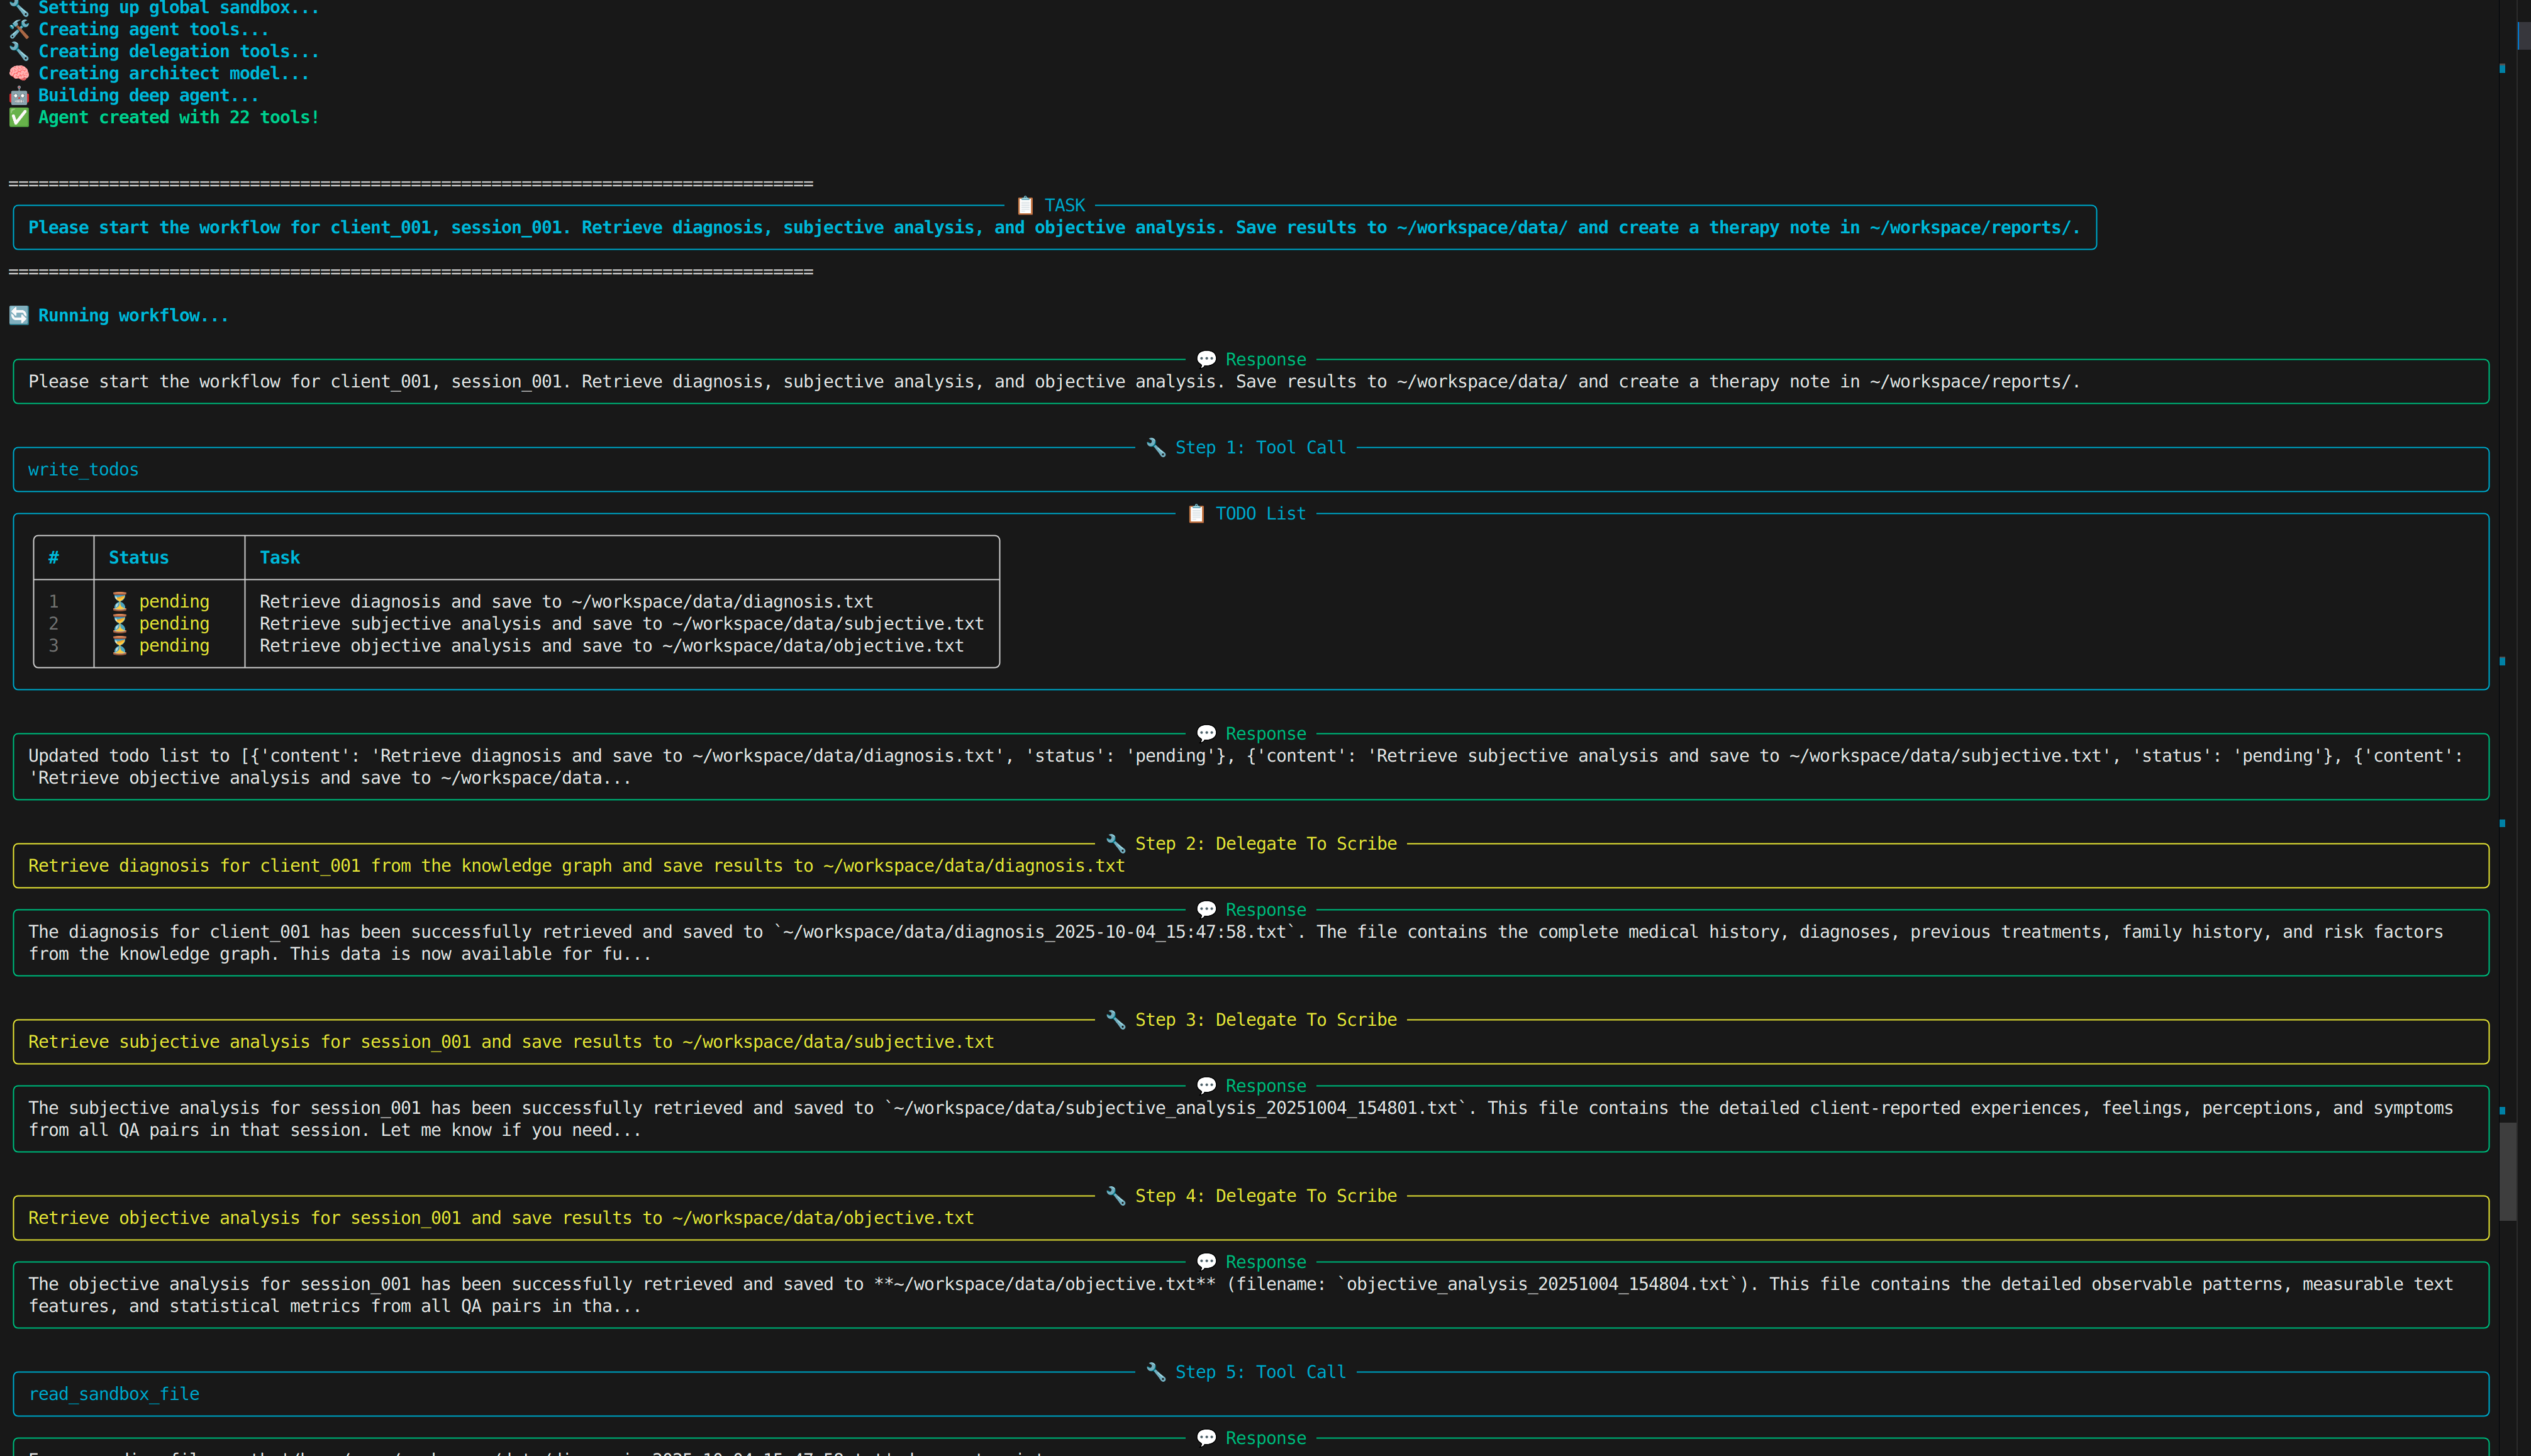 🔧 Setting up global sandbox...
🛠️ Creating agent tools...
🔧 Creating delegation tools...
🧠 Creating architect model...
🤖 Building deep agent...
✅ Agent created with 22 tools!
================================================================================
📋 TASK
Please start the workflow for client_001, session_001. Retrieve diagnosis, subjective analysis, and objective analysis. Save results to ~/workspace/data/ and create a therapy note in ~/workspace/reports/.
================================================================================
🔄 Running workflow...
💬 Response
Please start the workflow for client_001, session_001. Retrieve diagnosis, subjective analysis, and objective analysis. Save results to ~/workspace/data/ and create a therapy note in ~/workspace/reports/.
🔧 Step 1: Tool Call
write_todos
📋 TODO List
# Status Task
1 ⏳ pending Retrieve diagnosis and save to ~/workspace/data/diagnosis.txt
2 ⏳ pending Retrieve subjective analysis and save to ~/workspace/data/subjective.txt
3 ⏳ pending Retrieve objective analysis and save to ~/workspace/data/objective.txt
💬 Response
Updated todo list to [{'content': 'Retrieve diagnosis and save to ~/workspace/data/diagnosis.txt', 'status': 'pending'}, {'content': 'Retrieve subjective analysis and save to ~/workspace/data/subjective.txt', 'status': 'pending'}, {'content':
'Retrieve objective analysis and save to ~/workspace/data...
🔧 Step 2: Delegate To Scribe
Retrieve diagnosis for client_001 from the knowledge graph and save results to ~/workspace/data/diagnosis.txt
💬 Response
The diagnosis for client_001 has been successfully retrieved and saved to `~/workspace/data/diagnosis_2025-10-04_15:47:58.txt`. The file contains the complete medical history, diagnoses, previous treatments, family history, and risk factors
from the knowledge graph. This data is now available for fu...
🔧 Step 3: Delegate To Scribe
Retrieve subjective analysis for session_001 and save results to ~/workspace/data/subjective.txt
💬 Response
The subjective analysis for session_001 has been successfully retrieved and saved to `~/workspace/data/subjective_analysis_20251004_154801.txt`. This file contains the detailed client-reported experiences, feelings, perceptions, and symptoms
from all QA pairs in that session. Let me know if you need...
🔧 Step 4: Delegate To Scribe
Retrieve objective analysis for session_001 and save results to ~/workspace/data/objective.txt
💬 Response
The objective analysis for session_001 has been successfully retrieved and saved to **~/workspace/data/objective.txt** (filename: `objective_analysis_20251004_154804.txt`). This file contains the detailed observable patterns, measurable text
features, and statistical metrics from all QA pairs in tha...
🔧 Step 5: Tool Call
read_sandbox_file
💬 Response